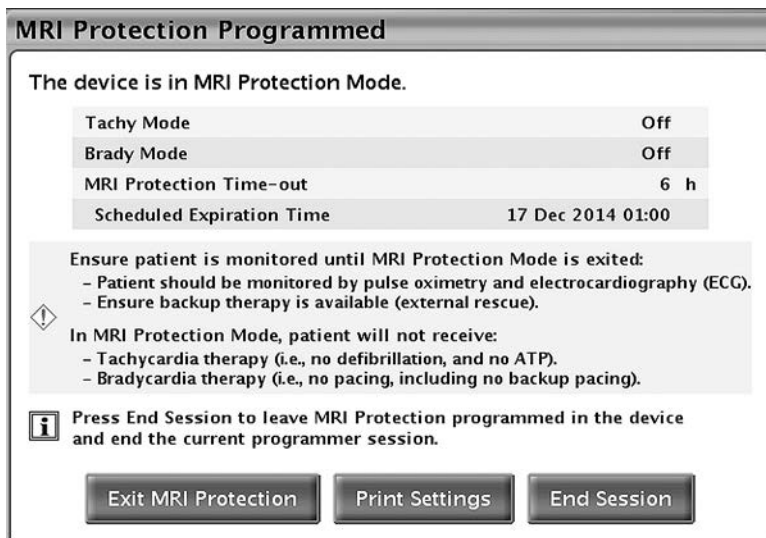 MRI Protection Programmed
The device is in MRI Protection Mode.
Tachy Mode Off
Brady Mode Off
MRI Protection Time-out 6 h
Scheduled Expiration Time 17 Dec 2014 01:00
Ensure patient is monitored until MRI Protection Mode is exited:
– Patient should be monitored by pulse oximetry and electrocardiography (ECG).
– Ensure backup therapy is available (external rescue).
In MRI Protection Mode, patient will not receive:
– Tachycardia therapy (i.e., no defibrillation, and no ATP).
– Bradycardia therapy (i.e., no pacing, including no backup pacing).
Press End Session to leave MRI Protection programmed in the device
and end the current programmer session.
Exit MRI Protection Print Settings End Session